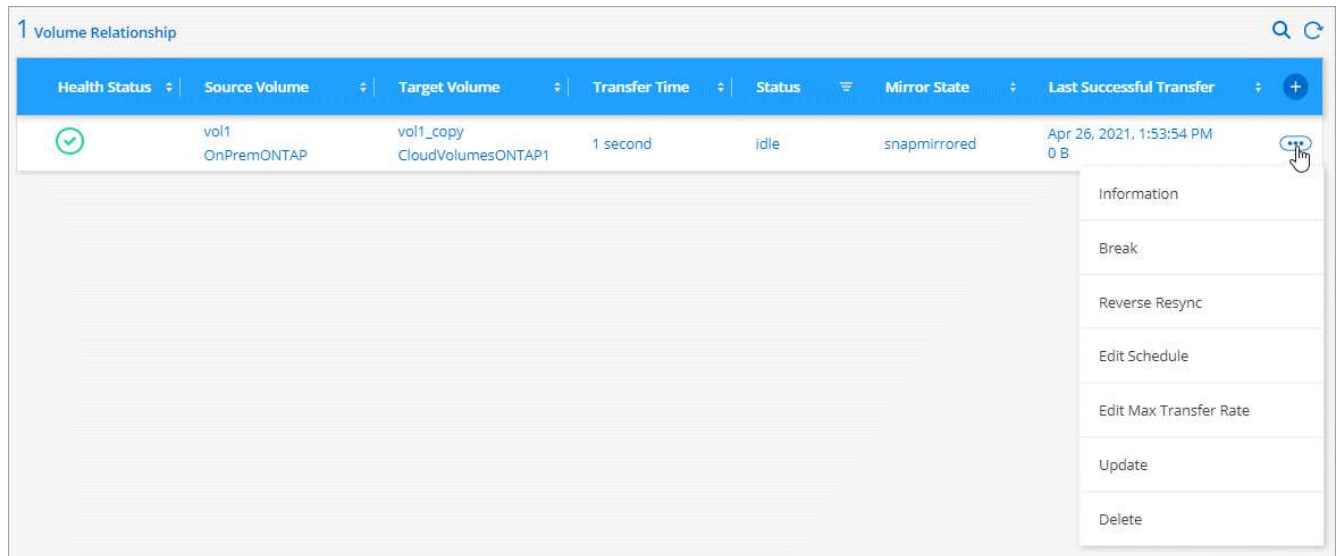 1 Volume Relationship
Health Status Source Volume Target Volume Transfer Time Status Mirror State Last Successful Transfer
vol1 vol1_copy Apr 26, 2021, 1:53:54 PM
1 second idle snapmirrored
OnPremONTAP CloudVolumesONTAP1 0 B
Information
Break
Reverse Resync
Edit Schedule
Edit Max Transfer Rate
Update
Delete